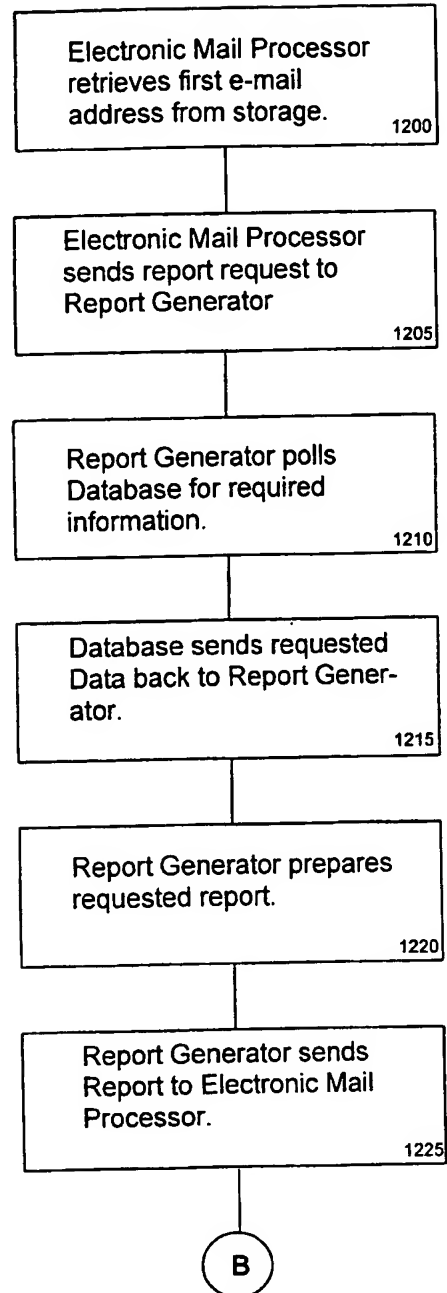 Electronic Mail Processor
retrieves first e-mail
address from storage.
1200
Electronic Mail Processor
sends report request to
Report Generator
1205
Report Generator polls
Database for required
information.
1210
Database sends requested
Data back to Report Gener-
ator.
1215
Report Generator prepares
requested report.
1220
Report Generator sends
Report to Electronic Mail
Processor.
1225
B